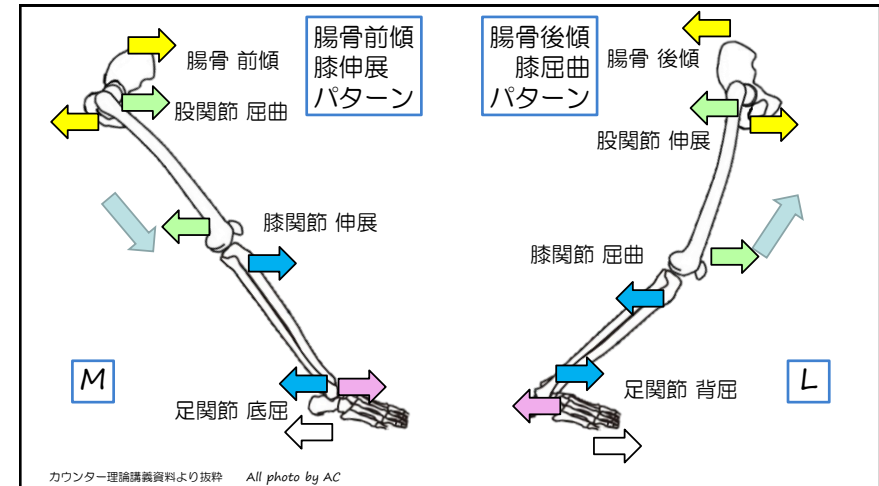 腸骨 前傾
腸骨前傾
膝伸展
パターン
股関節 屈曲
膝関節 伸展
M
足関節 底屈
腸骨後傾
膝屈曲
パターン
腸骨 後傾
股関節 伸展
膝関節 屈曲
足関節 背屈
L
カウンター理論講義資料より抜粋 All photo by AC